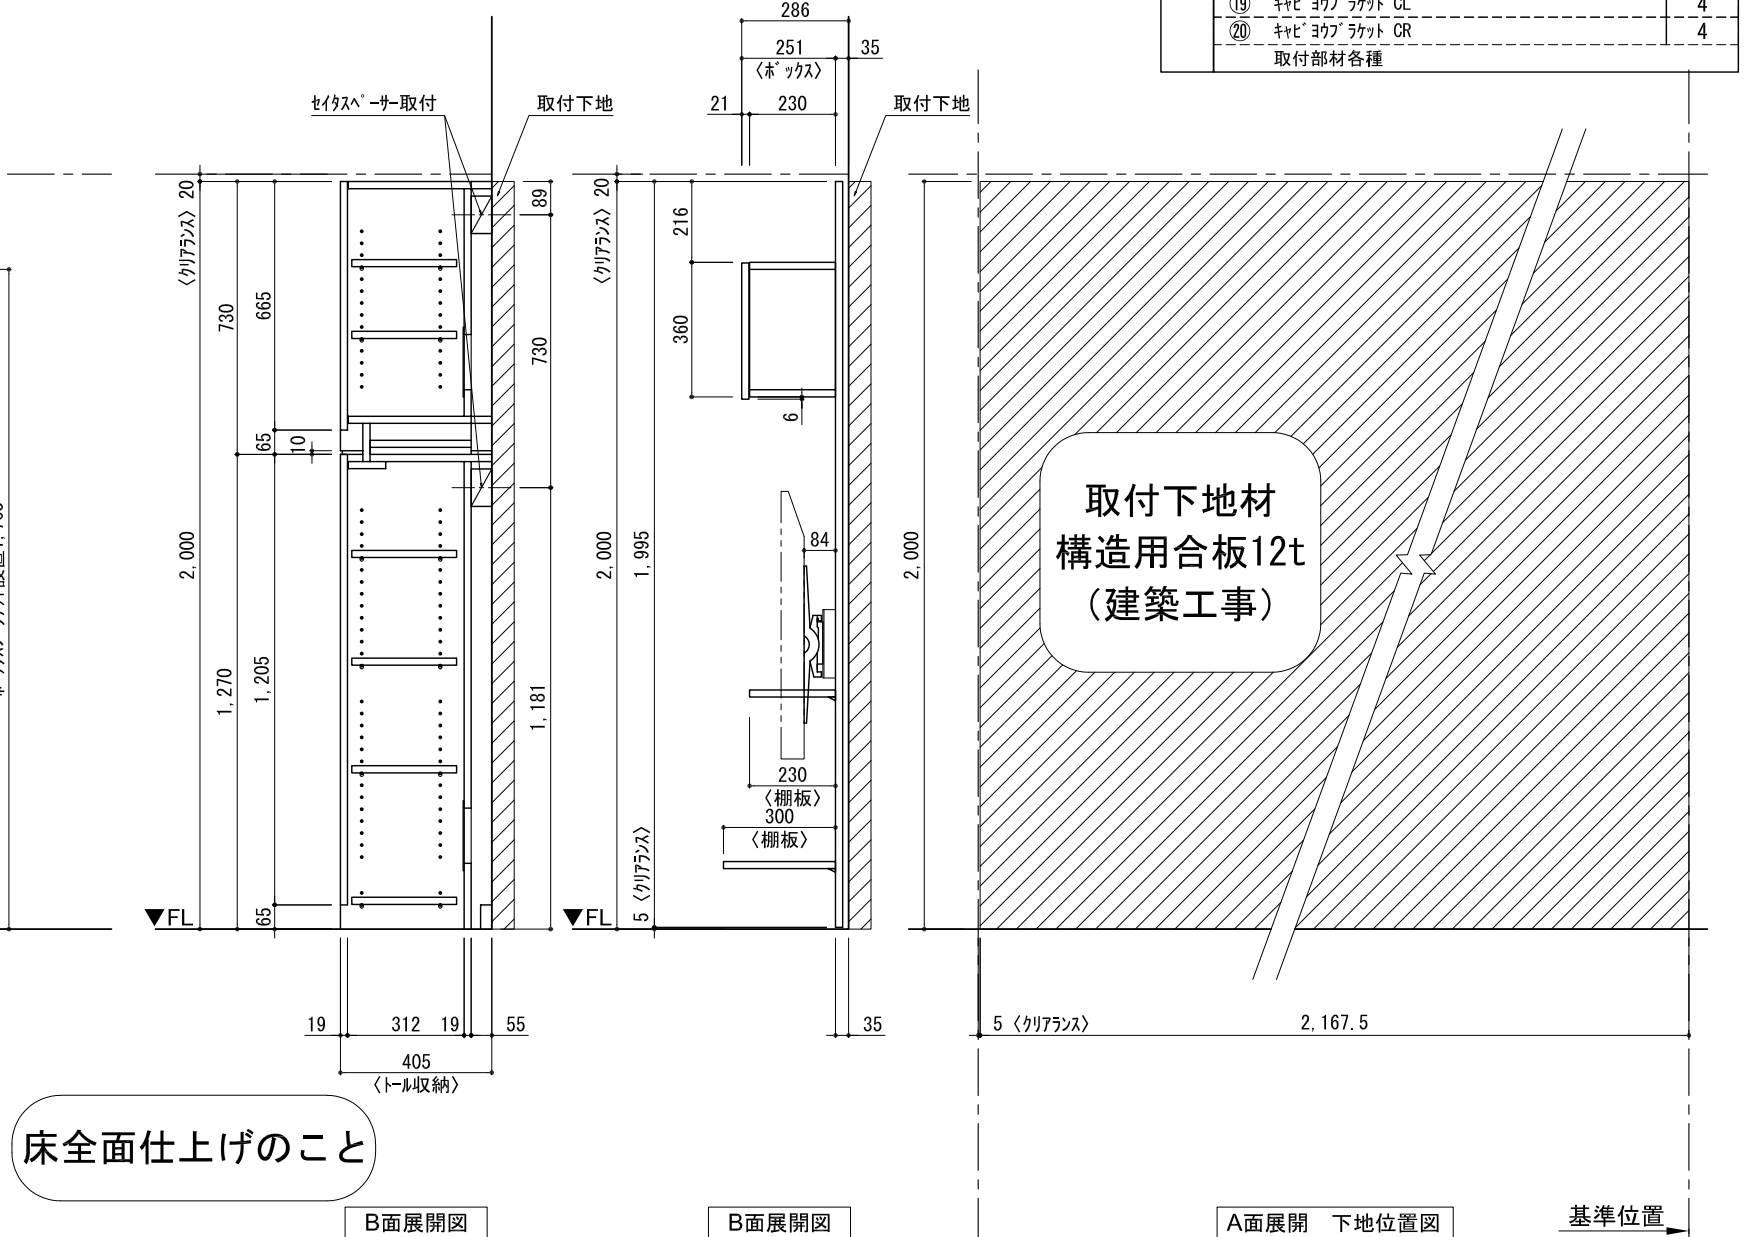 ⑲ キャビヨウブラケット CL 4
⑳ キャビヨウブラケット CR 4
取付部材各種
286
251 35
〈ボックス〉
21 230
セイタスペーサー取付
取付下地
取付下地
〈クリアランス〉 20
730
665
65
10
2,000
1,270
1,205
65
89
730
1,181
▼FL
19 312 19 55
405
〈トール収納〉
〈クリアランス〉 20
216
360
6
2,000
1,995
84
230
〈棚板〉
300
〈棚板〉
5 〈クリアランス〉
▼FL
35
2,000
取付下地材
構造用合板12t
（建築工事）
5 〈クリアランス〉 2,167.5
床全面仕上げのこと
B面展開図
B面展開図
A面展開 下地位置図
基準位置